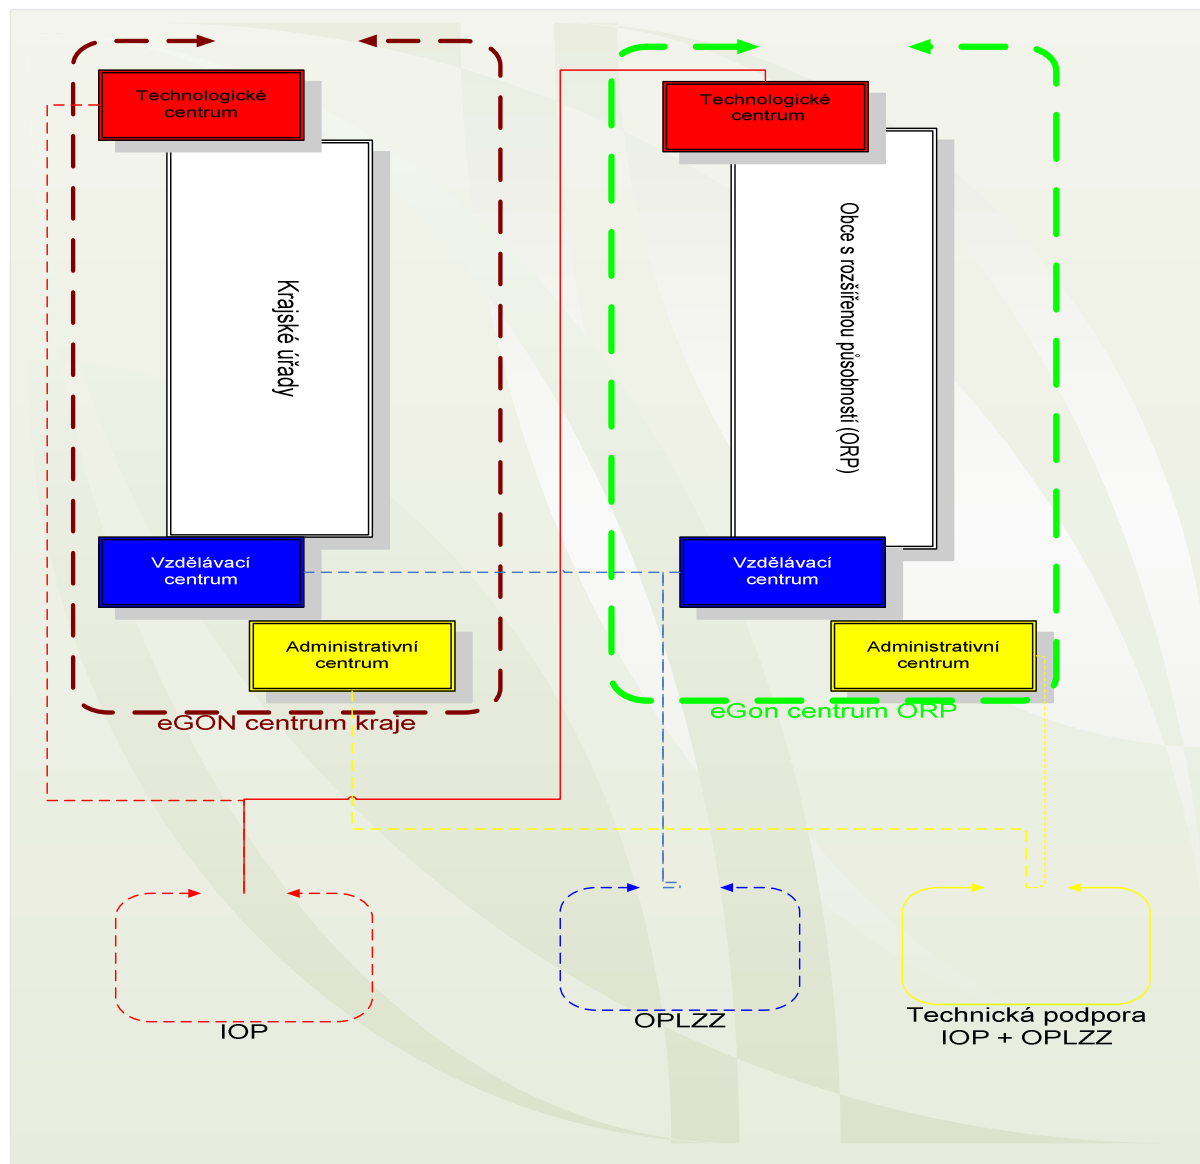 Technologické
centrum
Krajské úřady
Vzdělávací
centrum
Administrativní
centrum
eGON centrum kraje
Technologické
centrum
Obce s rozšířenou působností (ORP)
Vzdělávací
centrum
Administrativní
centrum
eGon centrum ORP
IOP
OPLZZ
Technická podpora
IOP + OPLZZ